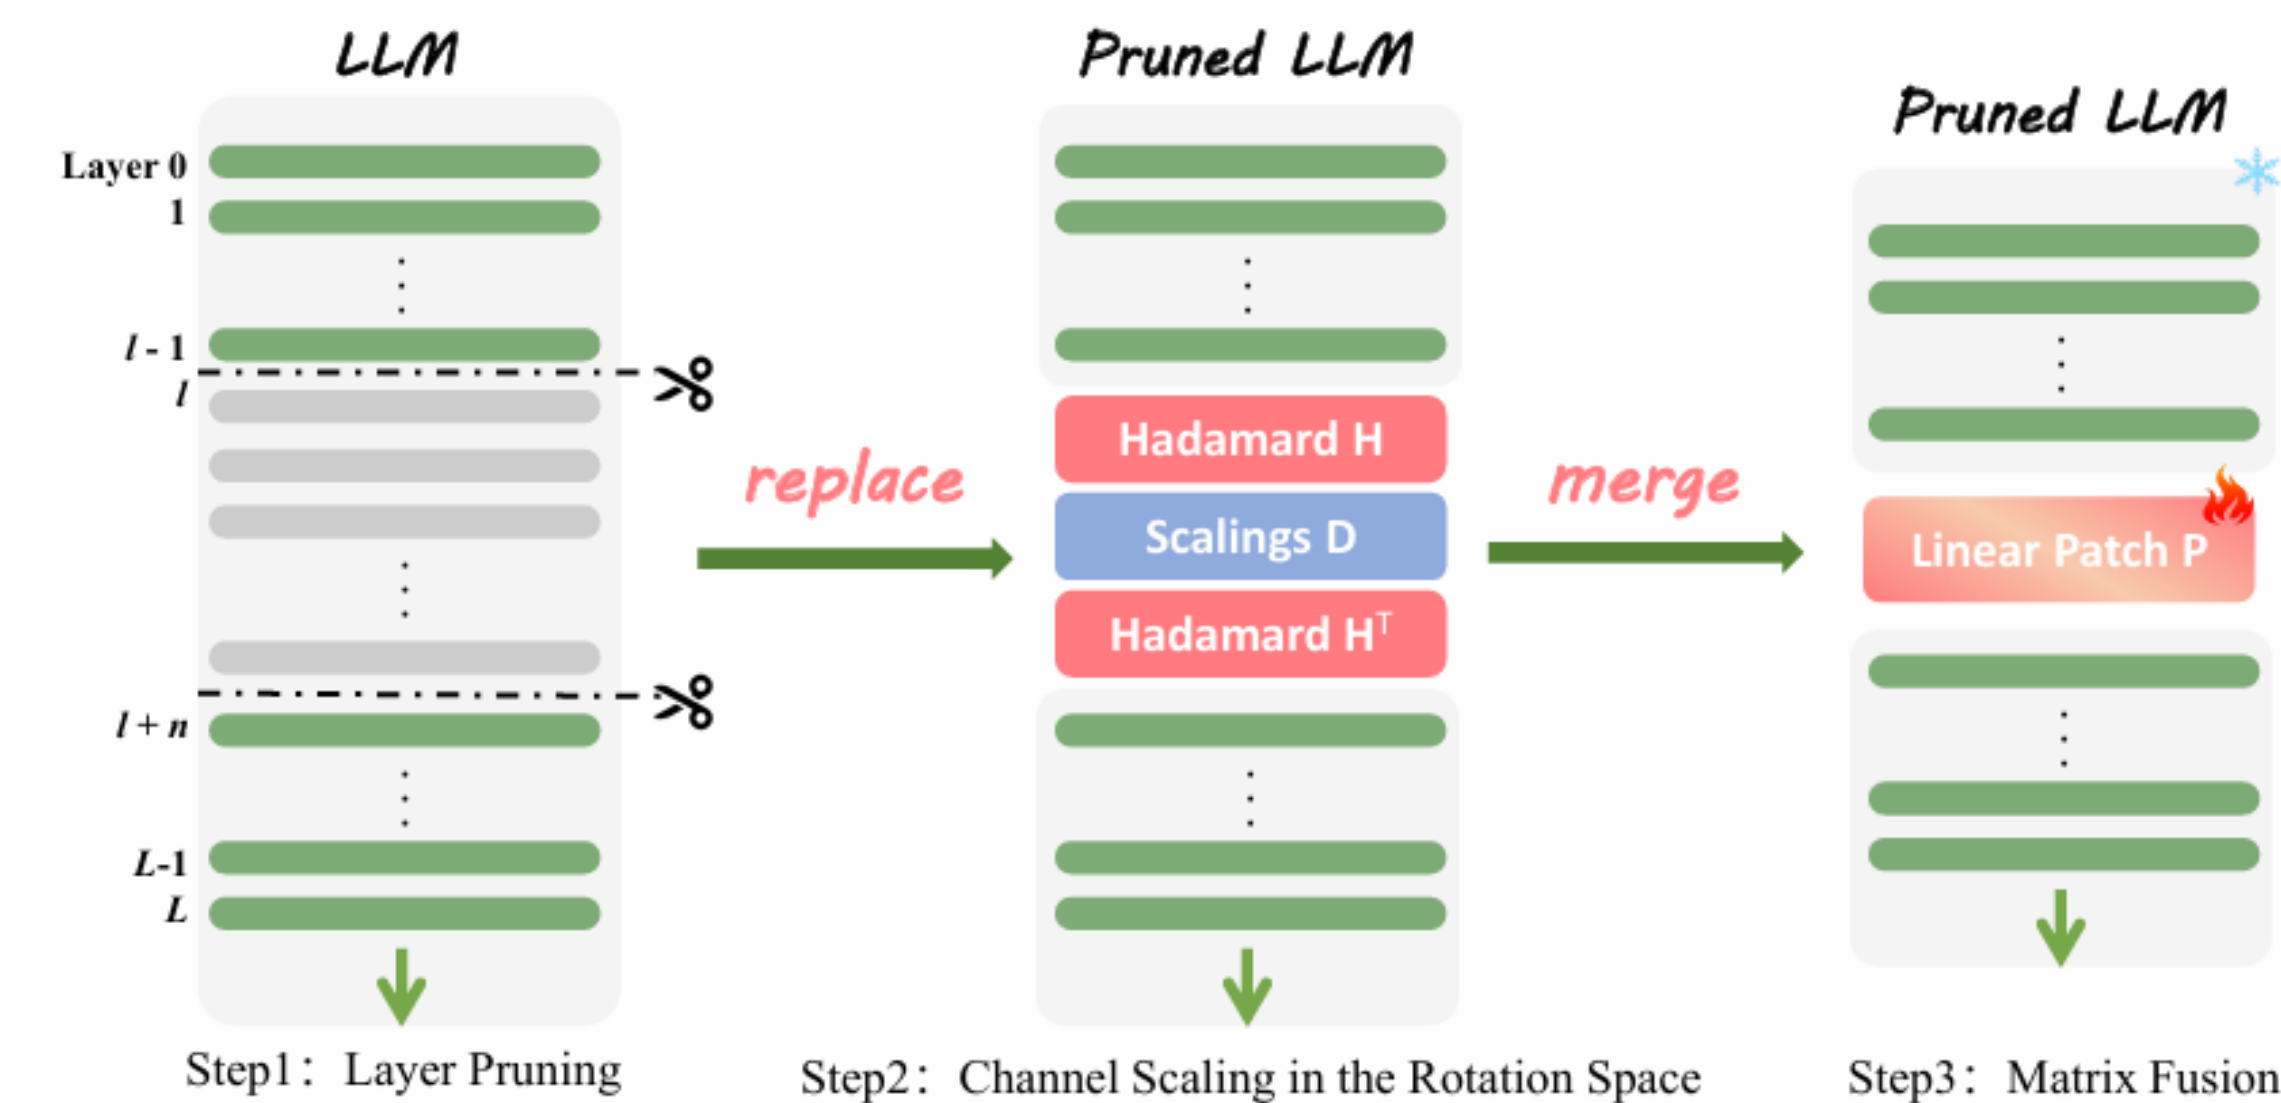 LLM
Layer 0
1
l - 1
l
l + n
L-1
L
Step1: Layer Pruning
replace
Pruned LLM
Hadamard H
Scalings D
Hadamard Hᵀ
Step2: Channel Scaling in the Rotation Space
merge
Pruned LLM
Linear Patch P
Step3: Matrix Fusion